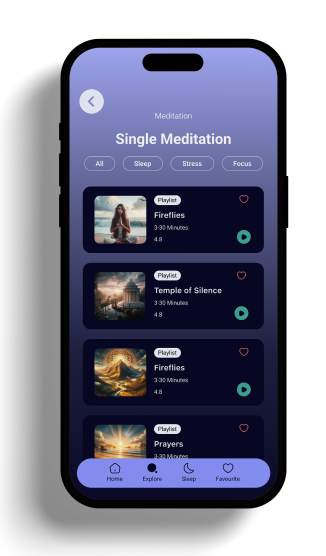 Meditation
Single Meditation
All
Sleep
Stress
Focus
Playlist
Fireflies
3-30 Minutes
4.8
Playlist
Temple of Silence
3-30 Minutes
4.8
Playlist
Fireflies
3-30 Minutes
4.8
Playlist
Prayers
3-30 Minutes
Home
Explore
Sleep
Favourite